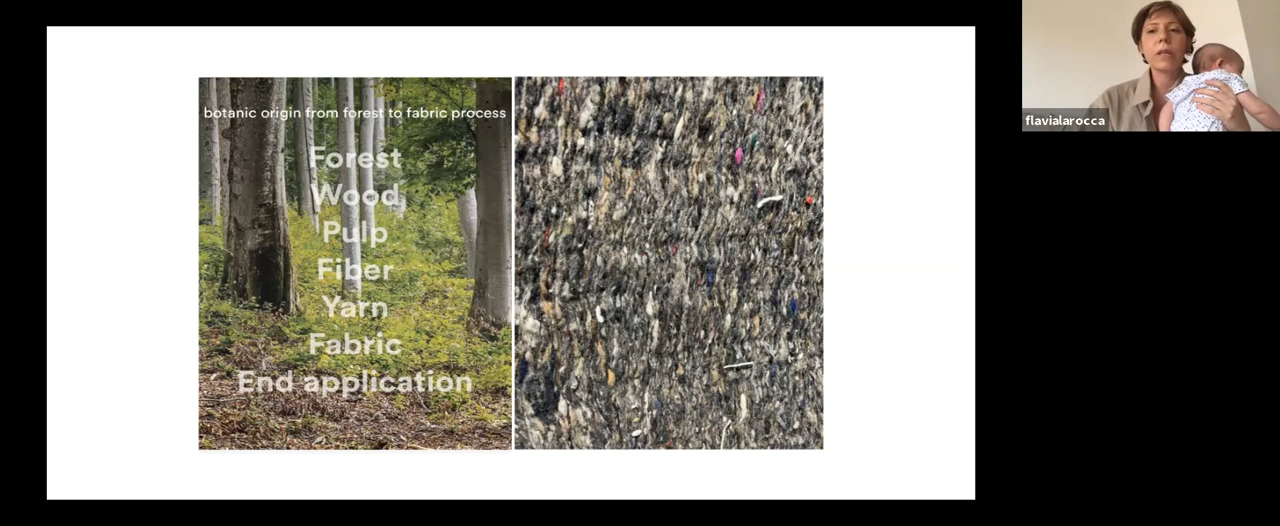 botanic origin from forest to fabric process
Forest
Wood
Pulp
Fiber
Yarn
Fabric
End application
flavialarocca